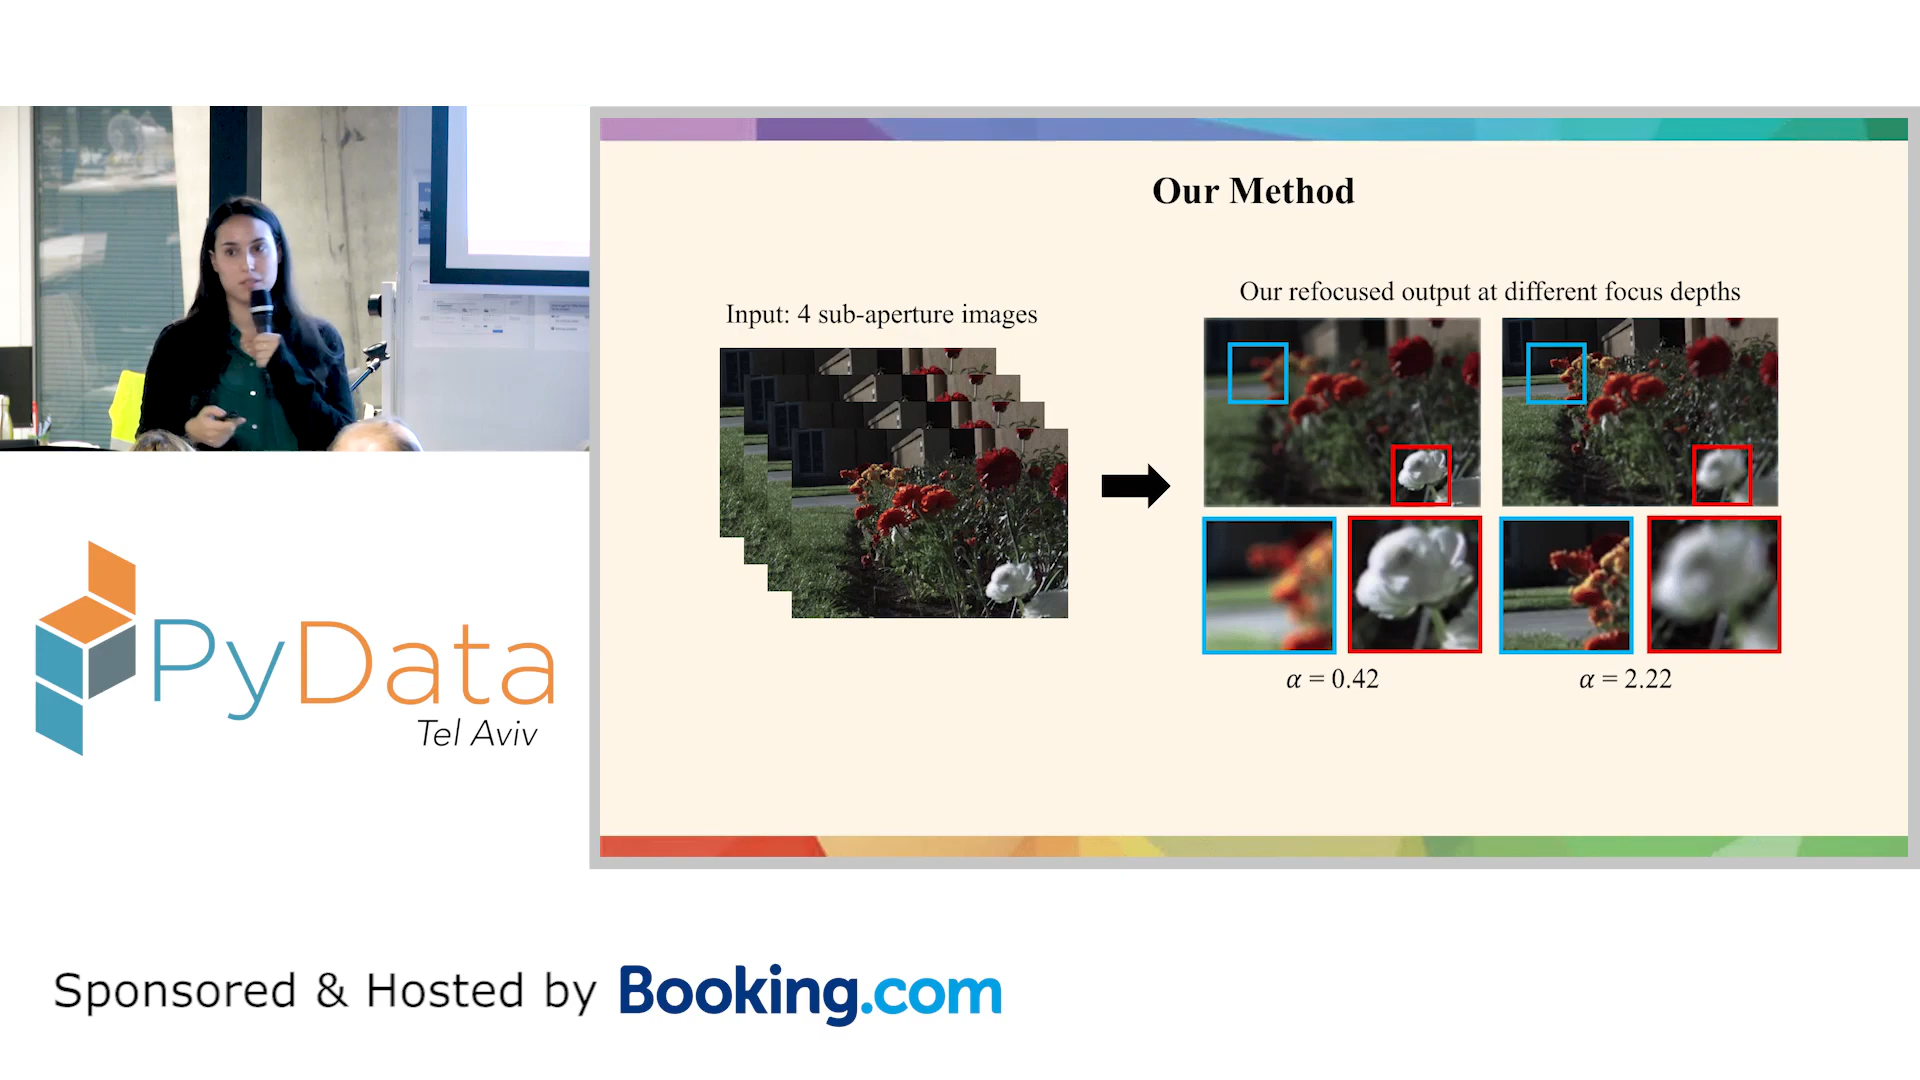 Our Method
Input: 4 sub-aperture images
Our refocused output at different focus depths
α = 0.42
α = 2.22
PyData
Tel Aviv
Sponsored & Hosted by Booking.com